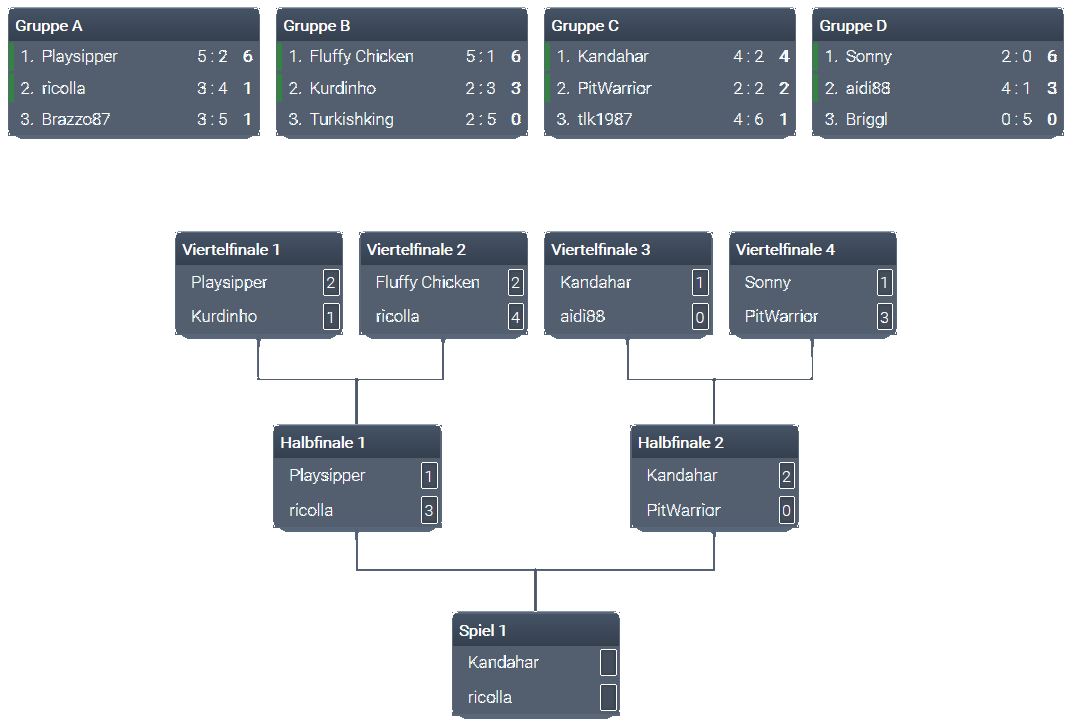 Gruppe A
1. Playsipper 5 : 2 6
2. ricolla 3 : 4 1
3. Brazzo87 3 : 5 1
Gruppe B
1. Fluffy Chicken 5 : 1 6
2. Kurdinho 2 : 3 3
3. Turkishking 2 : 5 0
Gruppe C
1. Kandahar 4 : 2 4
2. PitWarrior 2 : 2 2
3. tlk1987 4 : 6 1
Gruppe D
1. Sonny 2 : 0 6
2. aidi88 4 : 1 3
3. Briggl 0 : 5 0
Viertelfinale 1
Playsipper 2
Kurdinho 1
Viertelfinale 2
Fluffy Chicken 2
ricolla 4
Viertelfinale 3
Kandahar 1
aidi88 0
Viertelfinale 4
Sonny 1
PitWarrior 3
Halbfinale 1
Playsipper 1
ricolla 3
Halbfinale 2
Kandahar 2
PitWarrior 0
Spiel 1
Kandahar
ricolla